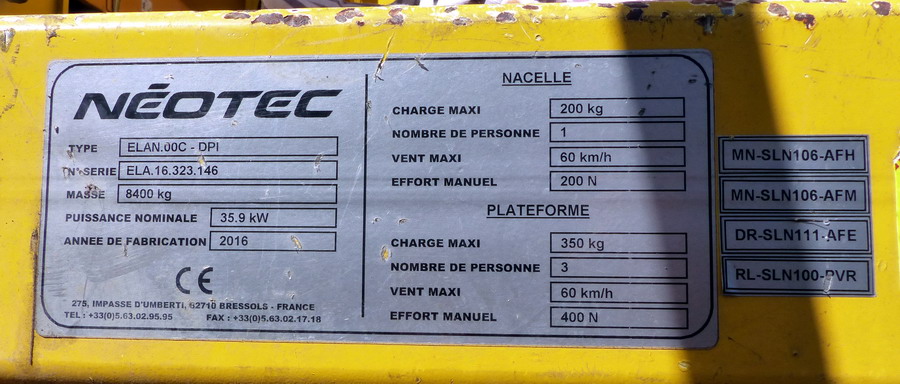 NÉOTEC
TYPE ELAN.00C - DPI
N° SERIE ELA.16.323.146
MASSE 8400 kg
PUISSANCE NOMINALE 35.9 kW
ANNEE DE FABRICATION 2016
CE
275, IMPASSE D'UMBERTI, 82710 BRESSOLS - FRANCE
TEL : +33(0)5.63.02.95.95 FAX : +33(0)5.63.02.17.18
NACELLE
CHARGE MAXI 200 kg
NOMBRE DE PERSONNE 1
VENT MAXI 60 km/h
EFFORT MANUEL 200 N
PLATEFORME
CHARGE MAXI 350 kg
NOMBRE DE PERSONNE 3
VENT MAXI 60 km/h
EFFORT MANUEL 400 N
MN-SLN106-AFH
MN-SLN106-AFM
DR-SLN111-AFE
RL-SLN100-PVR